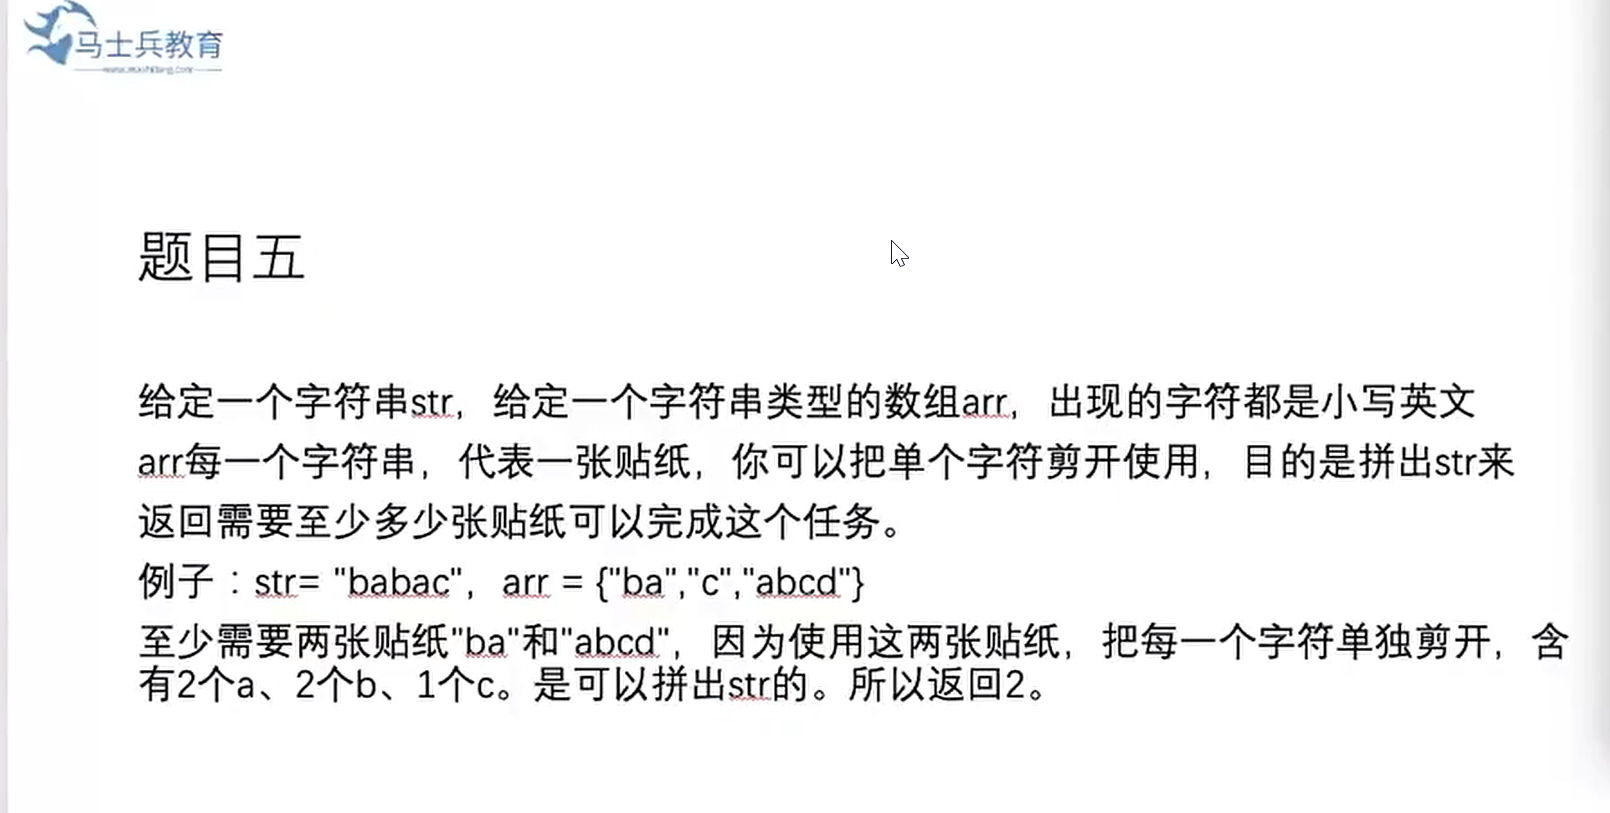 马士兵教育
www.mashibing.com
题目五
给定一个字符串str，给定一个字符串类型的数组arr，出现的字符都是小写英文
arr每一个字符串，代表一张贴纸，你可以把单个字符剪开使用，目的是拼出str来
返回需要至少多少张贴纸可以完成这个任务。
例子：str= "babac"，arr = {"ba","c","abcd"}
至少需要两张贴纸"ba"和"abcd"，因为使用这两张贴纸，把每一个字符单独剪开，含
有2个a、2个b、1个c。是可以拼出str的。所以返回2。